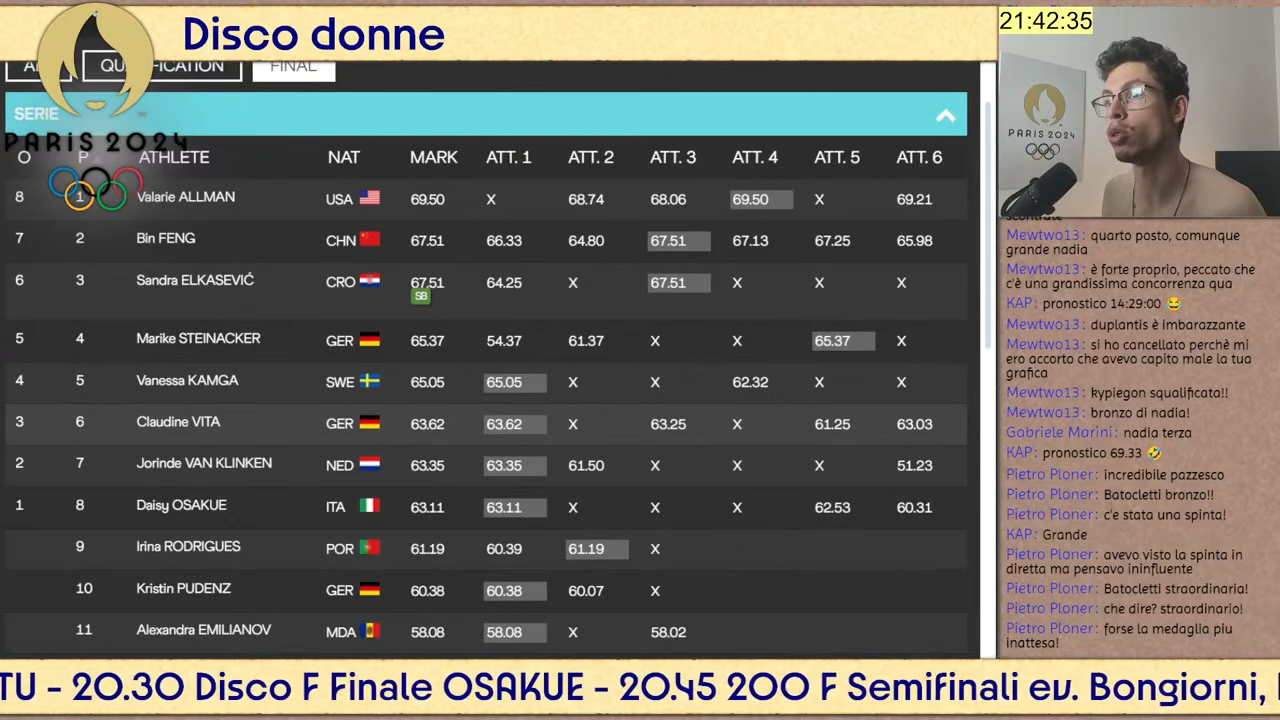 Disco donne
21:42:35
QU IFICATION FINAL
SERIE
PARIS 2024
O P ATHLETE NAT MARK ATT. 1 ATT. 2 ATT. 3 ATT. 4 ATT. 5 ATT. 6
8 1 Valarie ALLMAN USA 69.50 X 68.74 68.06 69.50 X 69.21
7 2 Bin FENG CHN 67.51 66.33 64.80 67.51 67.13 67.25 65.98
6 3 Sandra ELKASEVIĆ CRO 67.51 64.25 X 67.51 X X X
SB
5 4 Marike STEINACKER GER 65.37 54.37 61.37 X X 65.37 X
4 5 Vanessa KAMGA SWE 65.05 65.05 X X 62.32 X X
3 6 Claudine VITA GER 63.62 63.62 X 63.25 X 61.25 63.03
2 7 Jorinde VAN KLINKEN NED 63.35 63.35 61.50 X X X 51.23
1 8 Daisy OSAKUE ITA 63.11 63.11 X X X 62.53 60.31
9 Irina RODRIGUES POR 61.19 60.39 61.19 X
10 Kristin PUDENZ GER 60.38 60.38 60.07 X
11 Alexandra EMILIANOV MDA 58.08 58.08 X 58.02
PARIS 2024
Mewtwo13: quarto posto, comunque
grande nadia
Mewtwo13: è forte proprio, peccato che
c'è una grandissima concorrenza qua
KAP: pronostico 14:29:00 😂
Mewtwo13: duplantis è imbarazzante
Mewtwo13: si ho cancellato perchè mi
ero accorto che avevo capito male la tua
grafica
Mewtwo13: kypiegon squalificata!!
Mewtwo13: bronzo di nadia!
Gabriele Marini: nadia terza
KAP: pronostico 69.33 🤣
Pietro Ploner: incredibile pazzesco
Pietro Ploner: Batocletti bronzo!!
Pietro Ploner: c'e stata una spinta!
KAP: Grande
Pietro Ploner: avevo visto la spinta in
diretta ma pensavo ininfluente
Pietro Ploner: Batocletti straordinaria!
Pietro Ploner: che dire? straordinario!
Pietro Ploner: forse la medaglia piu
inattesa!
TU - 20.30 Disco F Finale OSAKUE - 20.45 200 F Semifinali ev. Bongiorni,